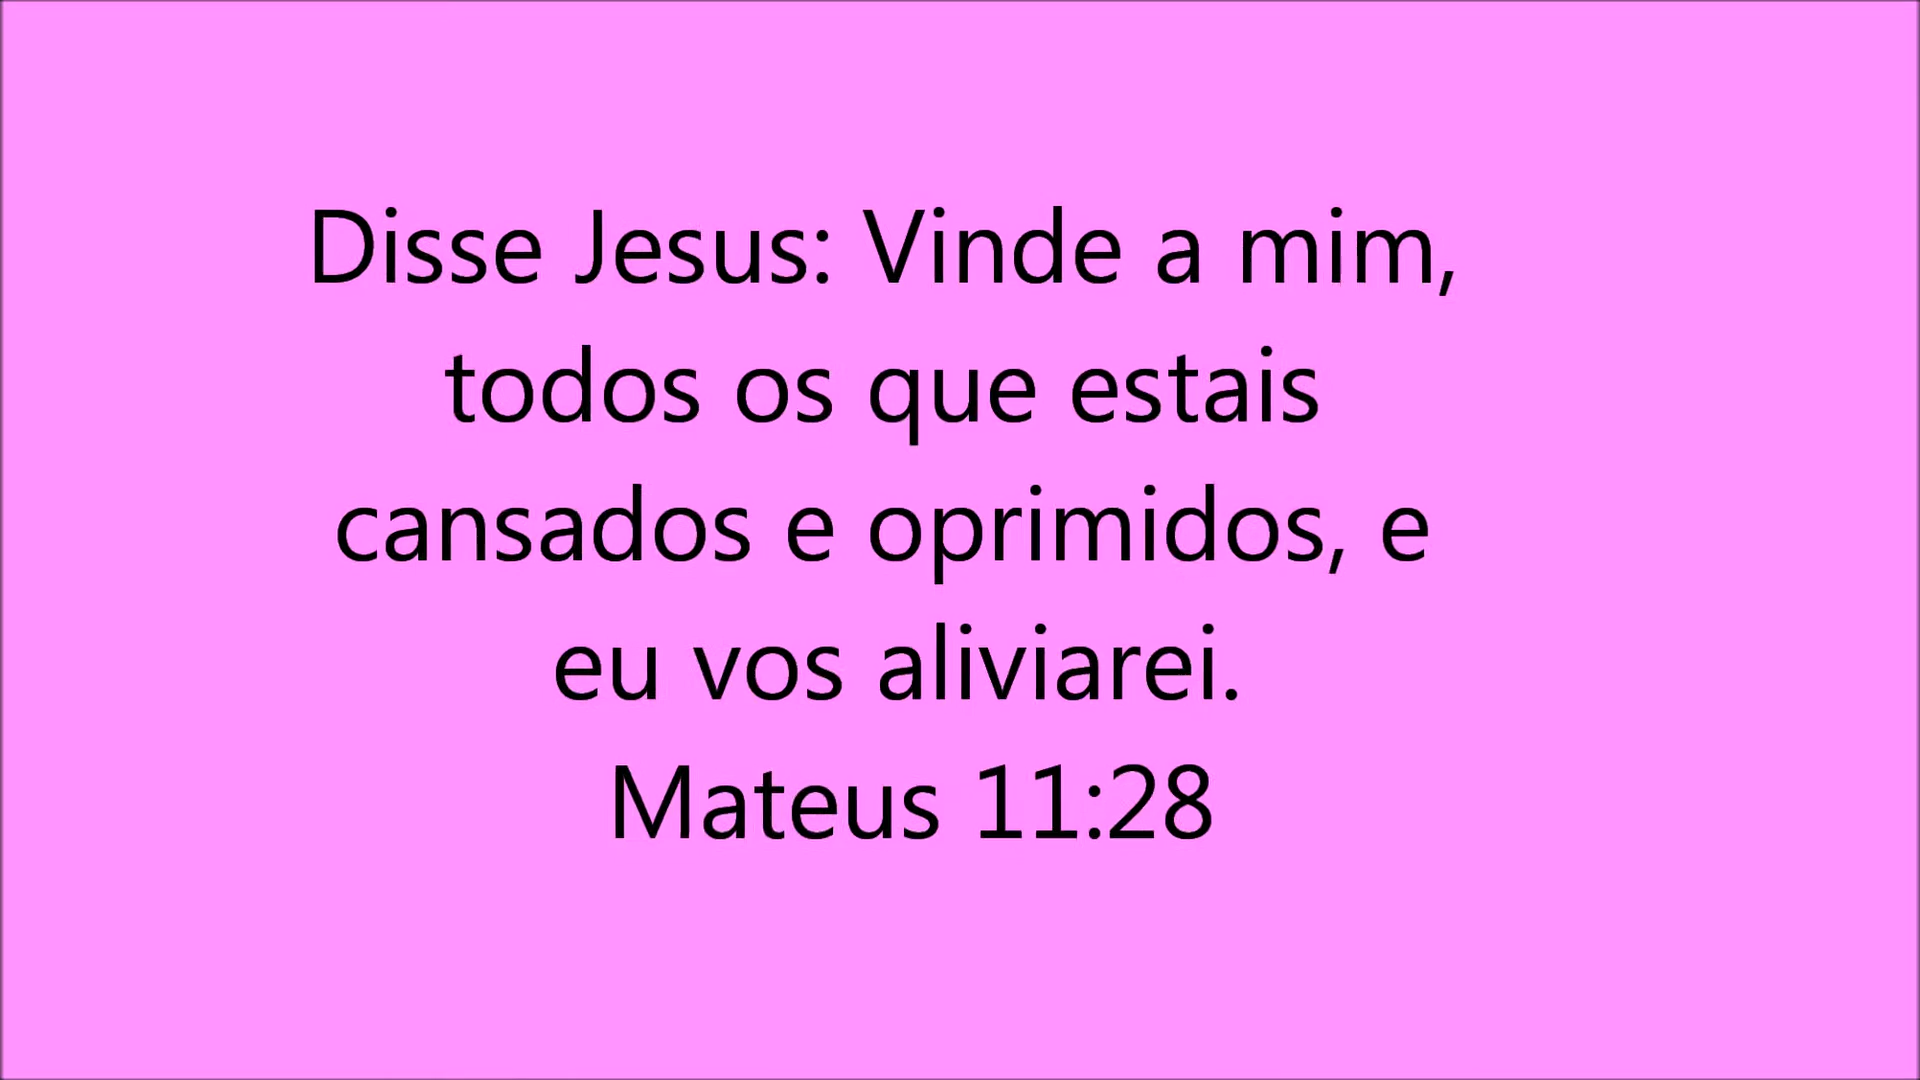 Disse Jesus: Vinde a mim,
todos os que estais
cansados e oprimidos, e
eu vos aliviarei.
Mateus 11:28